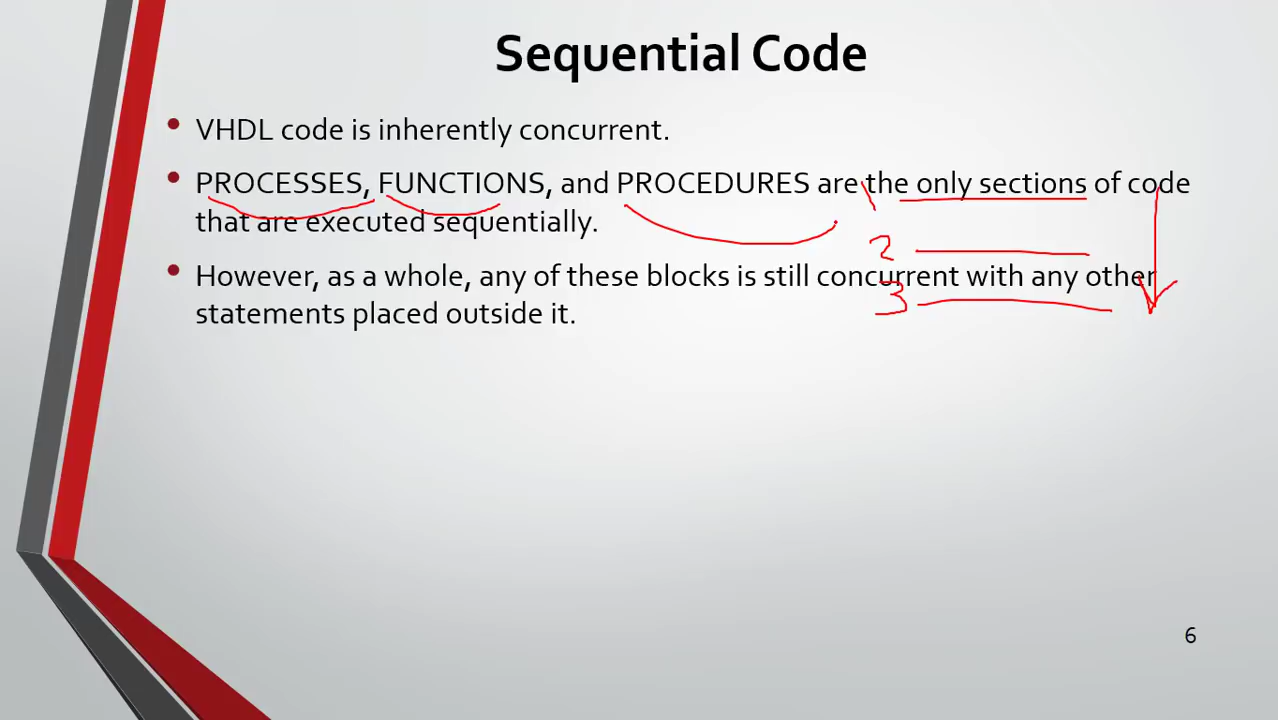 Sequential Code
VHDL code is inherently concurrent.
PROCESSES, FUNCTIONS, and PROCEDURES are the only sections of code
that are executed sequentially.
1
2
However, as a whole, any of these blocks is still concurrent with any other
3
statements placed outside it.
6